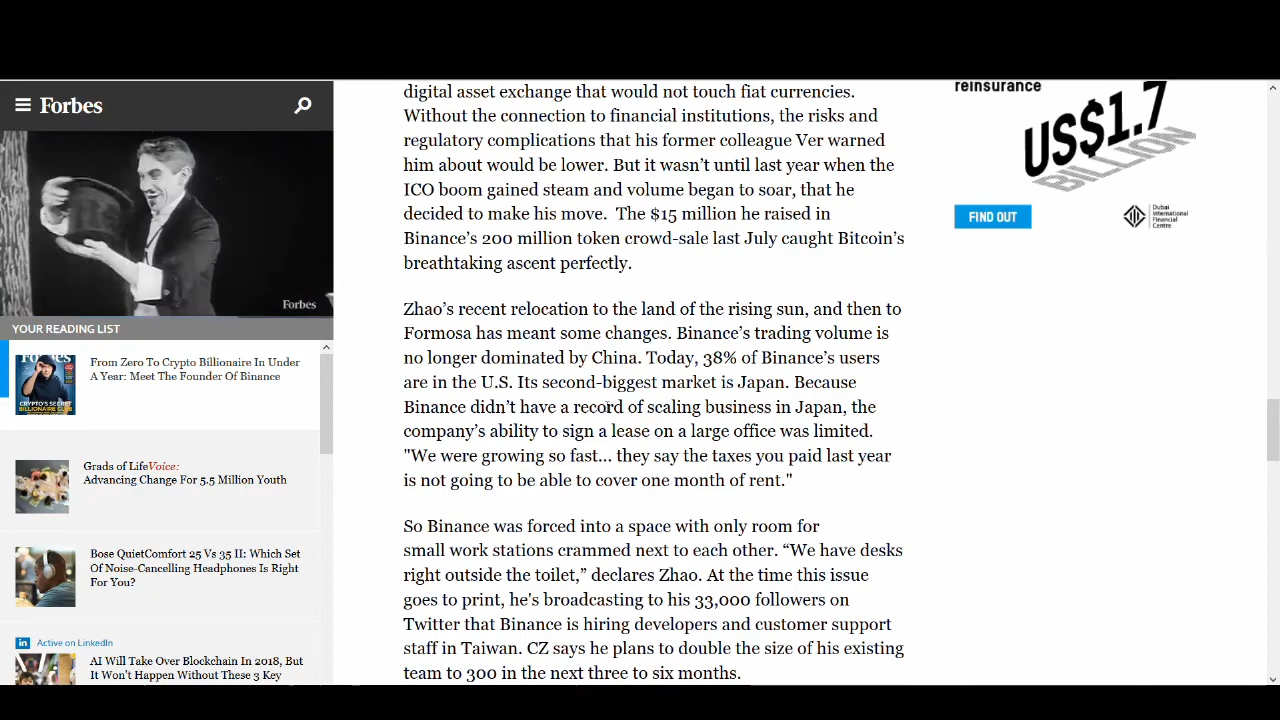 Forbes
Forbes
YOUR READING LIST
From Zero To Crypto Billionaire In Under
A Year: Meet The Founder Of Binance
Grads of LifeVoice:
Advancing Change For 5.5 Million Youth
Bose QuietComfort 25 Vs 35 II: Which Set
Of Noise-Cancelling Headphones Is Right
For You?
in Active on LinkedIn
AI Will Take Over Blockchain In 2018, But
It Won't Happen Without These 3 Key
digital asset exchange that would not touch fiat currencies.
Without the connection to financial institutions, the risks and
regulatory complications that his former colleague Ver warned
him about would be lower. But it wasn’t until last year when the
ICO boom gained steam and volume began to soar, that he
decided to make his move. The $15 million he raised in
Binance’s 200 million token crowd-sale last July caught Bitcoin’s
breathtaking ascent perfectly.
Zhao’s recent relocation to the land of the rising sun, and then to
Formosa has meant some changes. Binance’s trading volume is
no longer dominated by China. Today, 38% of Binance’s users
are in the U.S. Its second-biggest market is Japan. Because
Binance didn’t have a record of scaling business in Japan, the
company’s ability to sign a lease on a large office was limited.
"We were growing so fast... they say the taxes you paid last year
is not going to be able to cover one month of rent."
So Binance was forced into a space with only room for
small work stations crammed next to each other. “We have desks
right outside the toilet,” declares Zhao. At the time this issue
goes to print, he's broadcasting to his 33,000 followers on
Twitter that Binance is hiring developers and customer support
staff in Taiwan. CZ says he plans to double the size of his existing
team to 300 in the next three to six months.
reinsurance
US$1.7
BILLION
FIND OUT
Dubai
International
Financial
Centre
CRYPTO'S SECRET
BILLIONAIRE CLUB